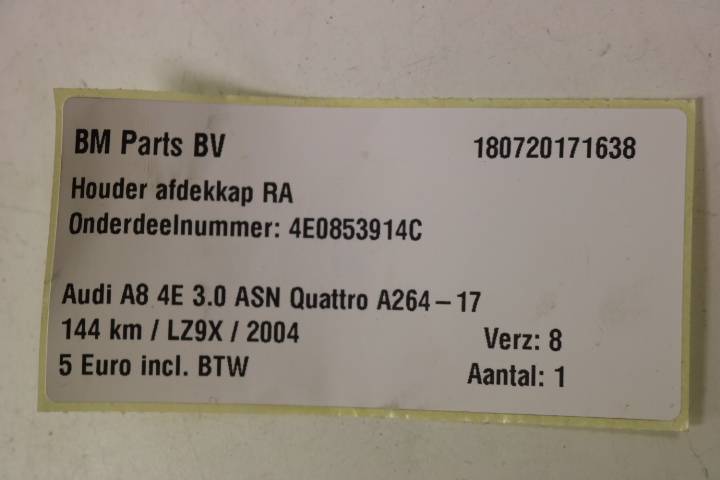 BM Parts BV 180720171638
Houder afdekkap RA
Onderdeelnummer: 4E0853914C
Audi A8 4E 3.0 ASN Quattro A264-17
144 km / LZ9X / 2004 Verz: 8
5 Euro incl. BTW Aantal: 1